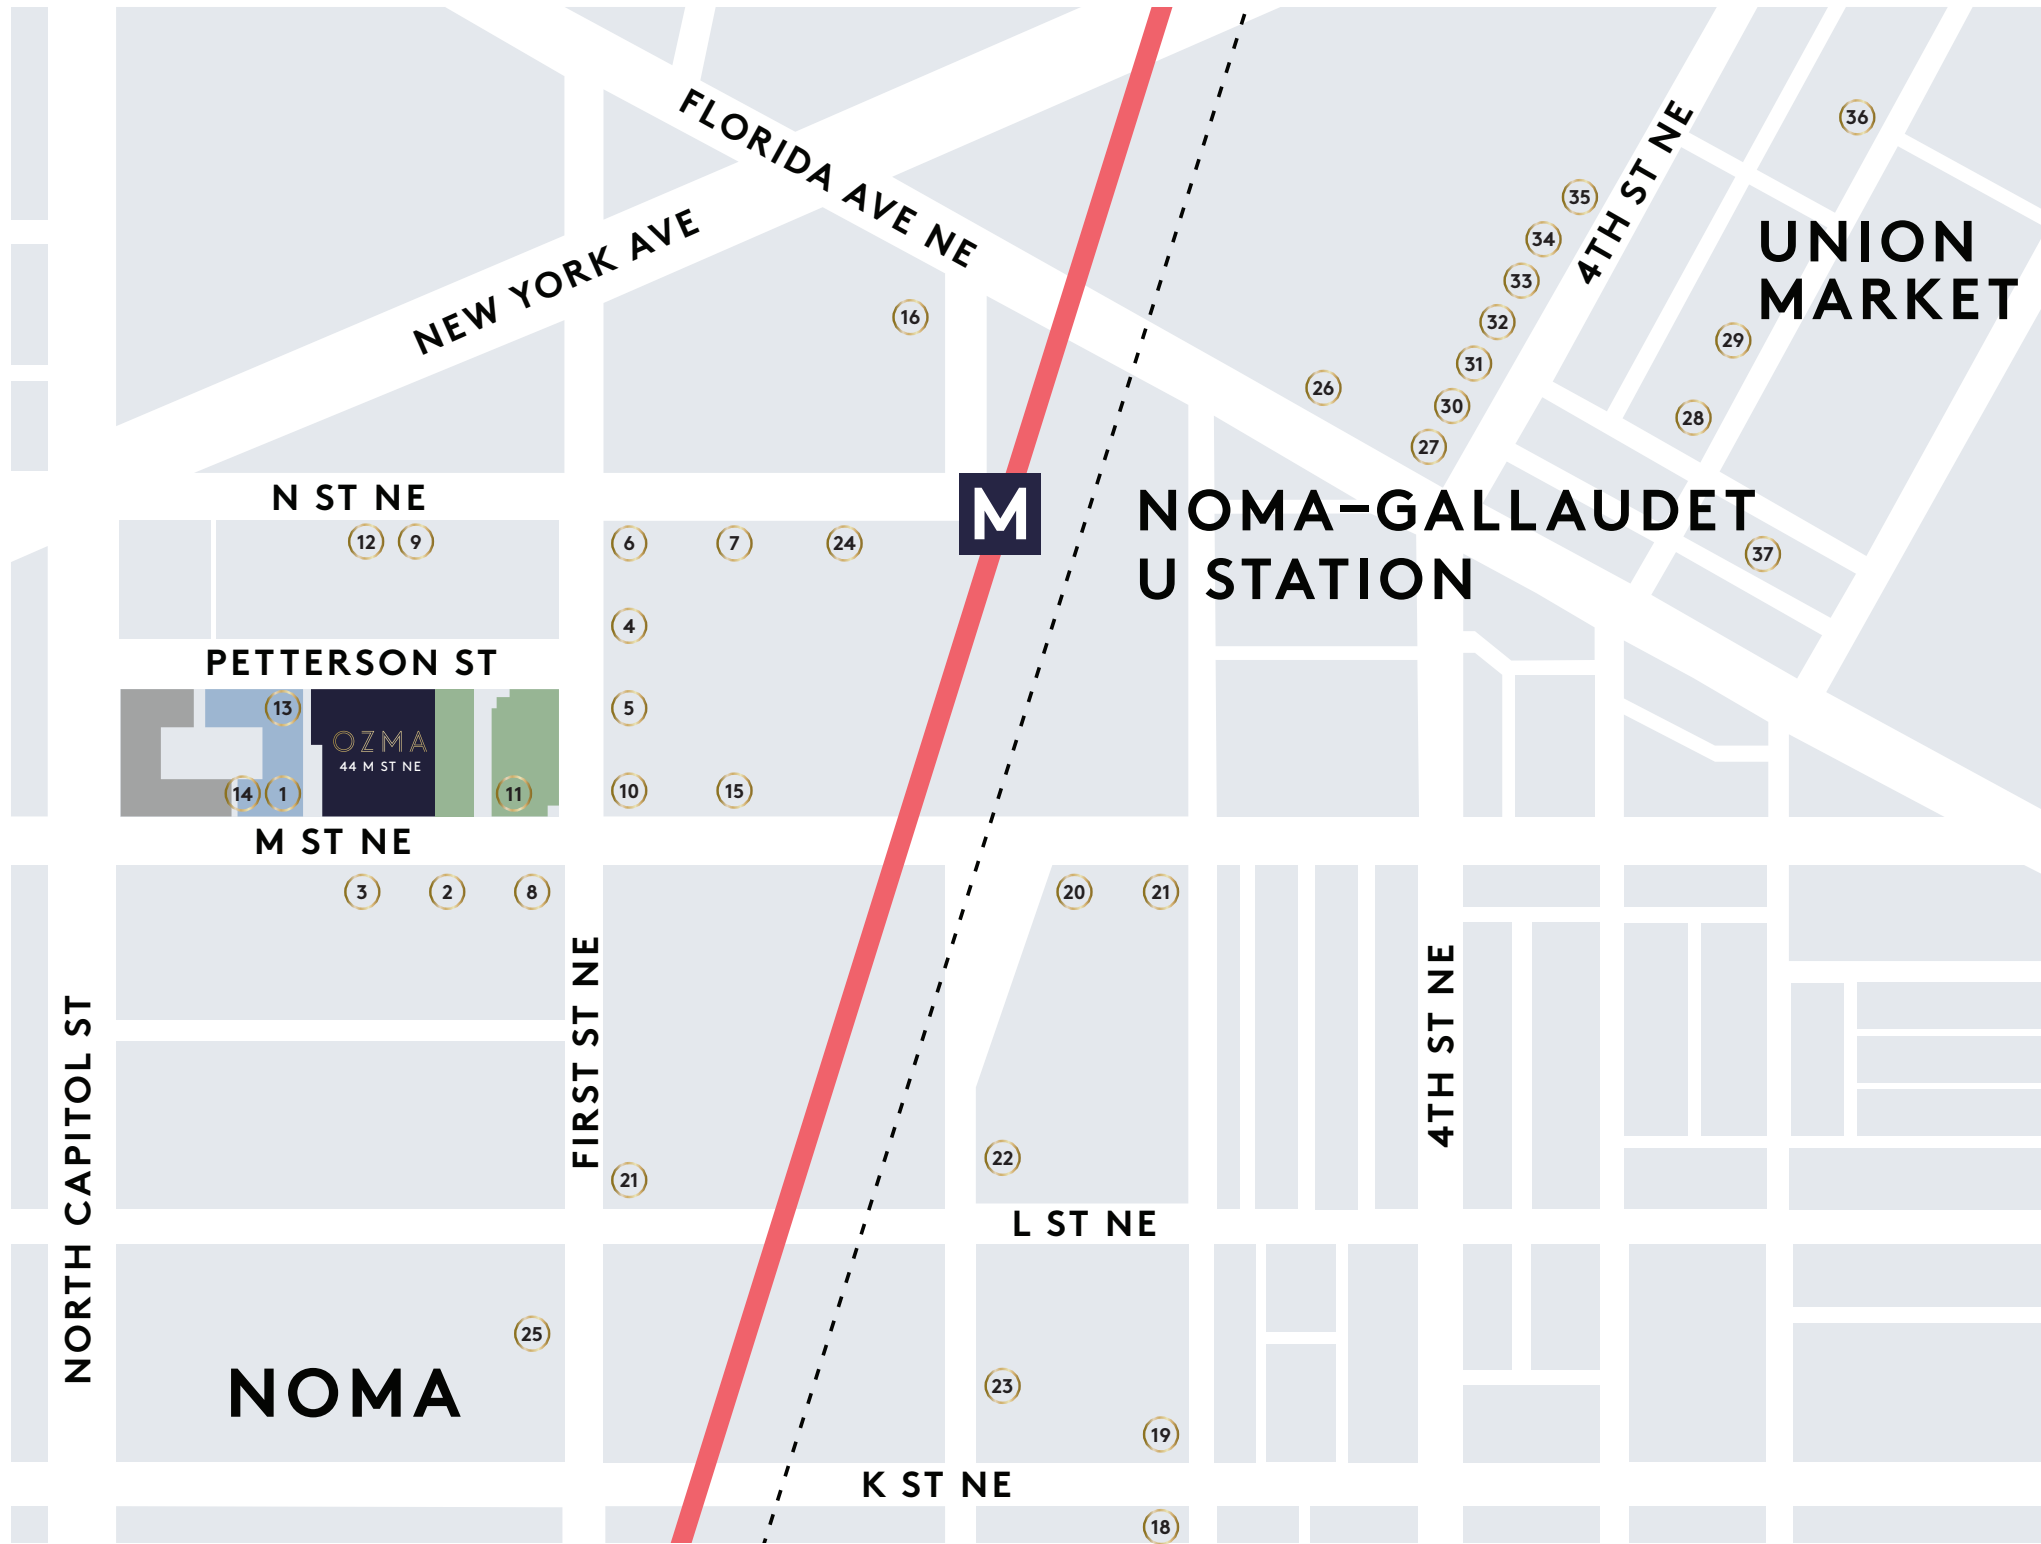 36
FLORIDA AVE NE
4TH ST NE
35
NEW YORK AVE
34
UNION
MARKET
33
16
32
29
31
26
30
28
27
N ST NE
M
NOMA–GALLAUDET
U STATION
12
9
6
7
24
37
4
PETTERSON ST
13
5
OZMA
44 M ST NE
14
1
11
10
15
M ST NE
3
2
8
20
21
FIRST ST NE
4TH ST NE
NORTH CAPITOL ST
22
21
L ST NE
25
NOMA
23
19
K ST NE
18